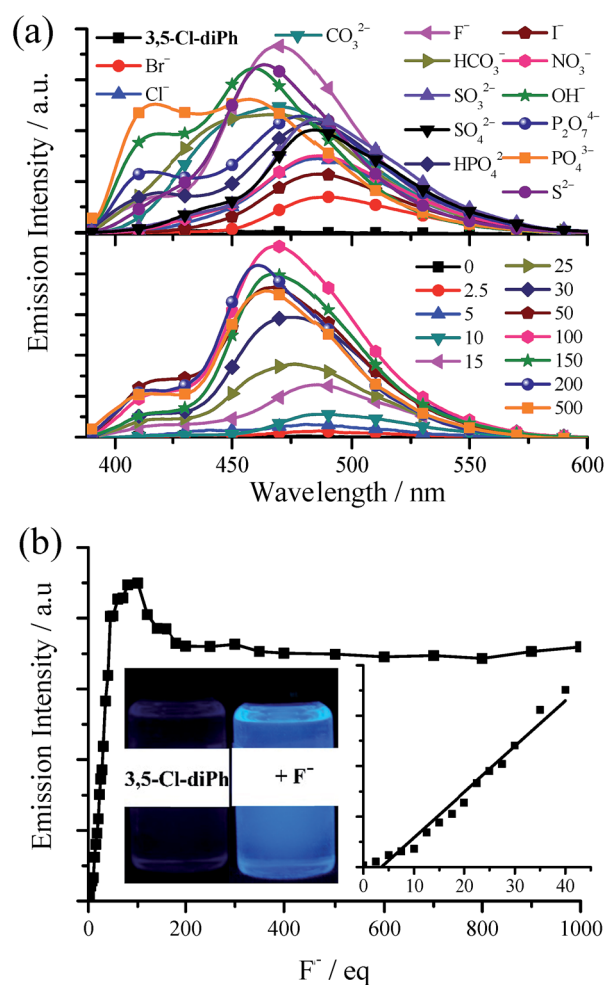 (a)
3,5-Cl-diPh
Br⁻
Cl⁻
CO₃²⁻
F⁻
HCO₃⁻
SO₃²⁻
SO₄²⁻
HPO₄²
I⁻
NO₃⁻
OH⁻
P₂O₇⁴⁻
PO₄³⁻
S²⁻
Emission Intensity / a.u.
0
2.5
5
10
15
25
30
50
100
150
200
500
400 450 500 550 600
Wavelength / nm
(b)
Emission Intensity / a.u
3,5-Cl-diPh
+ F⁻
0 10 20 30 40
0 200 400 600 800 1000
F⁻ / eq